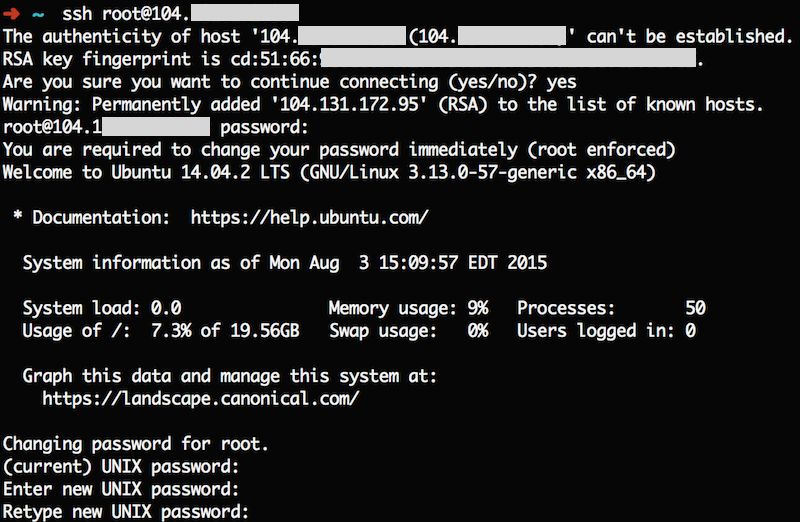 ➜ ~ ssh root@104.
The authenticity of host '104. (104. ' can't be established.
RSA key fingerprint is cd:51:66: .
Are you sure you want to continue connecting (yes/no)? yes
Warning: Permanently added '104.131.172.95' (RSA) to the list of known hosts.
root@104.1 password:
You are required to change your password immediately (root enforced)
Welcome to Ubuntu 14.04.2 LTS (GNU/Linux 3.13.0-57-generic x86_64)
* Documentation: https://help.ubuntu.com/
System information as of Mon Aug 3 15:09:57 EDT 2015
System load: 0.0 Memory usage: 9% Processes: 50
Usage of /: 7.3% of 19.56GB Swap usage: 0% Users logged in: 0
Graph this data and manage this system at:
https://landscape.canonical.com/
Changing password for root.
(current) UNIX password:
Enter new UNIX password:
Retype new UNIX password: